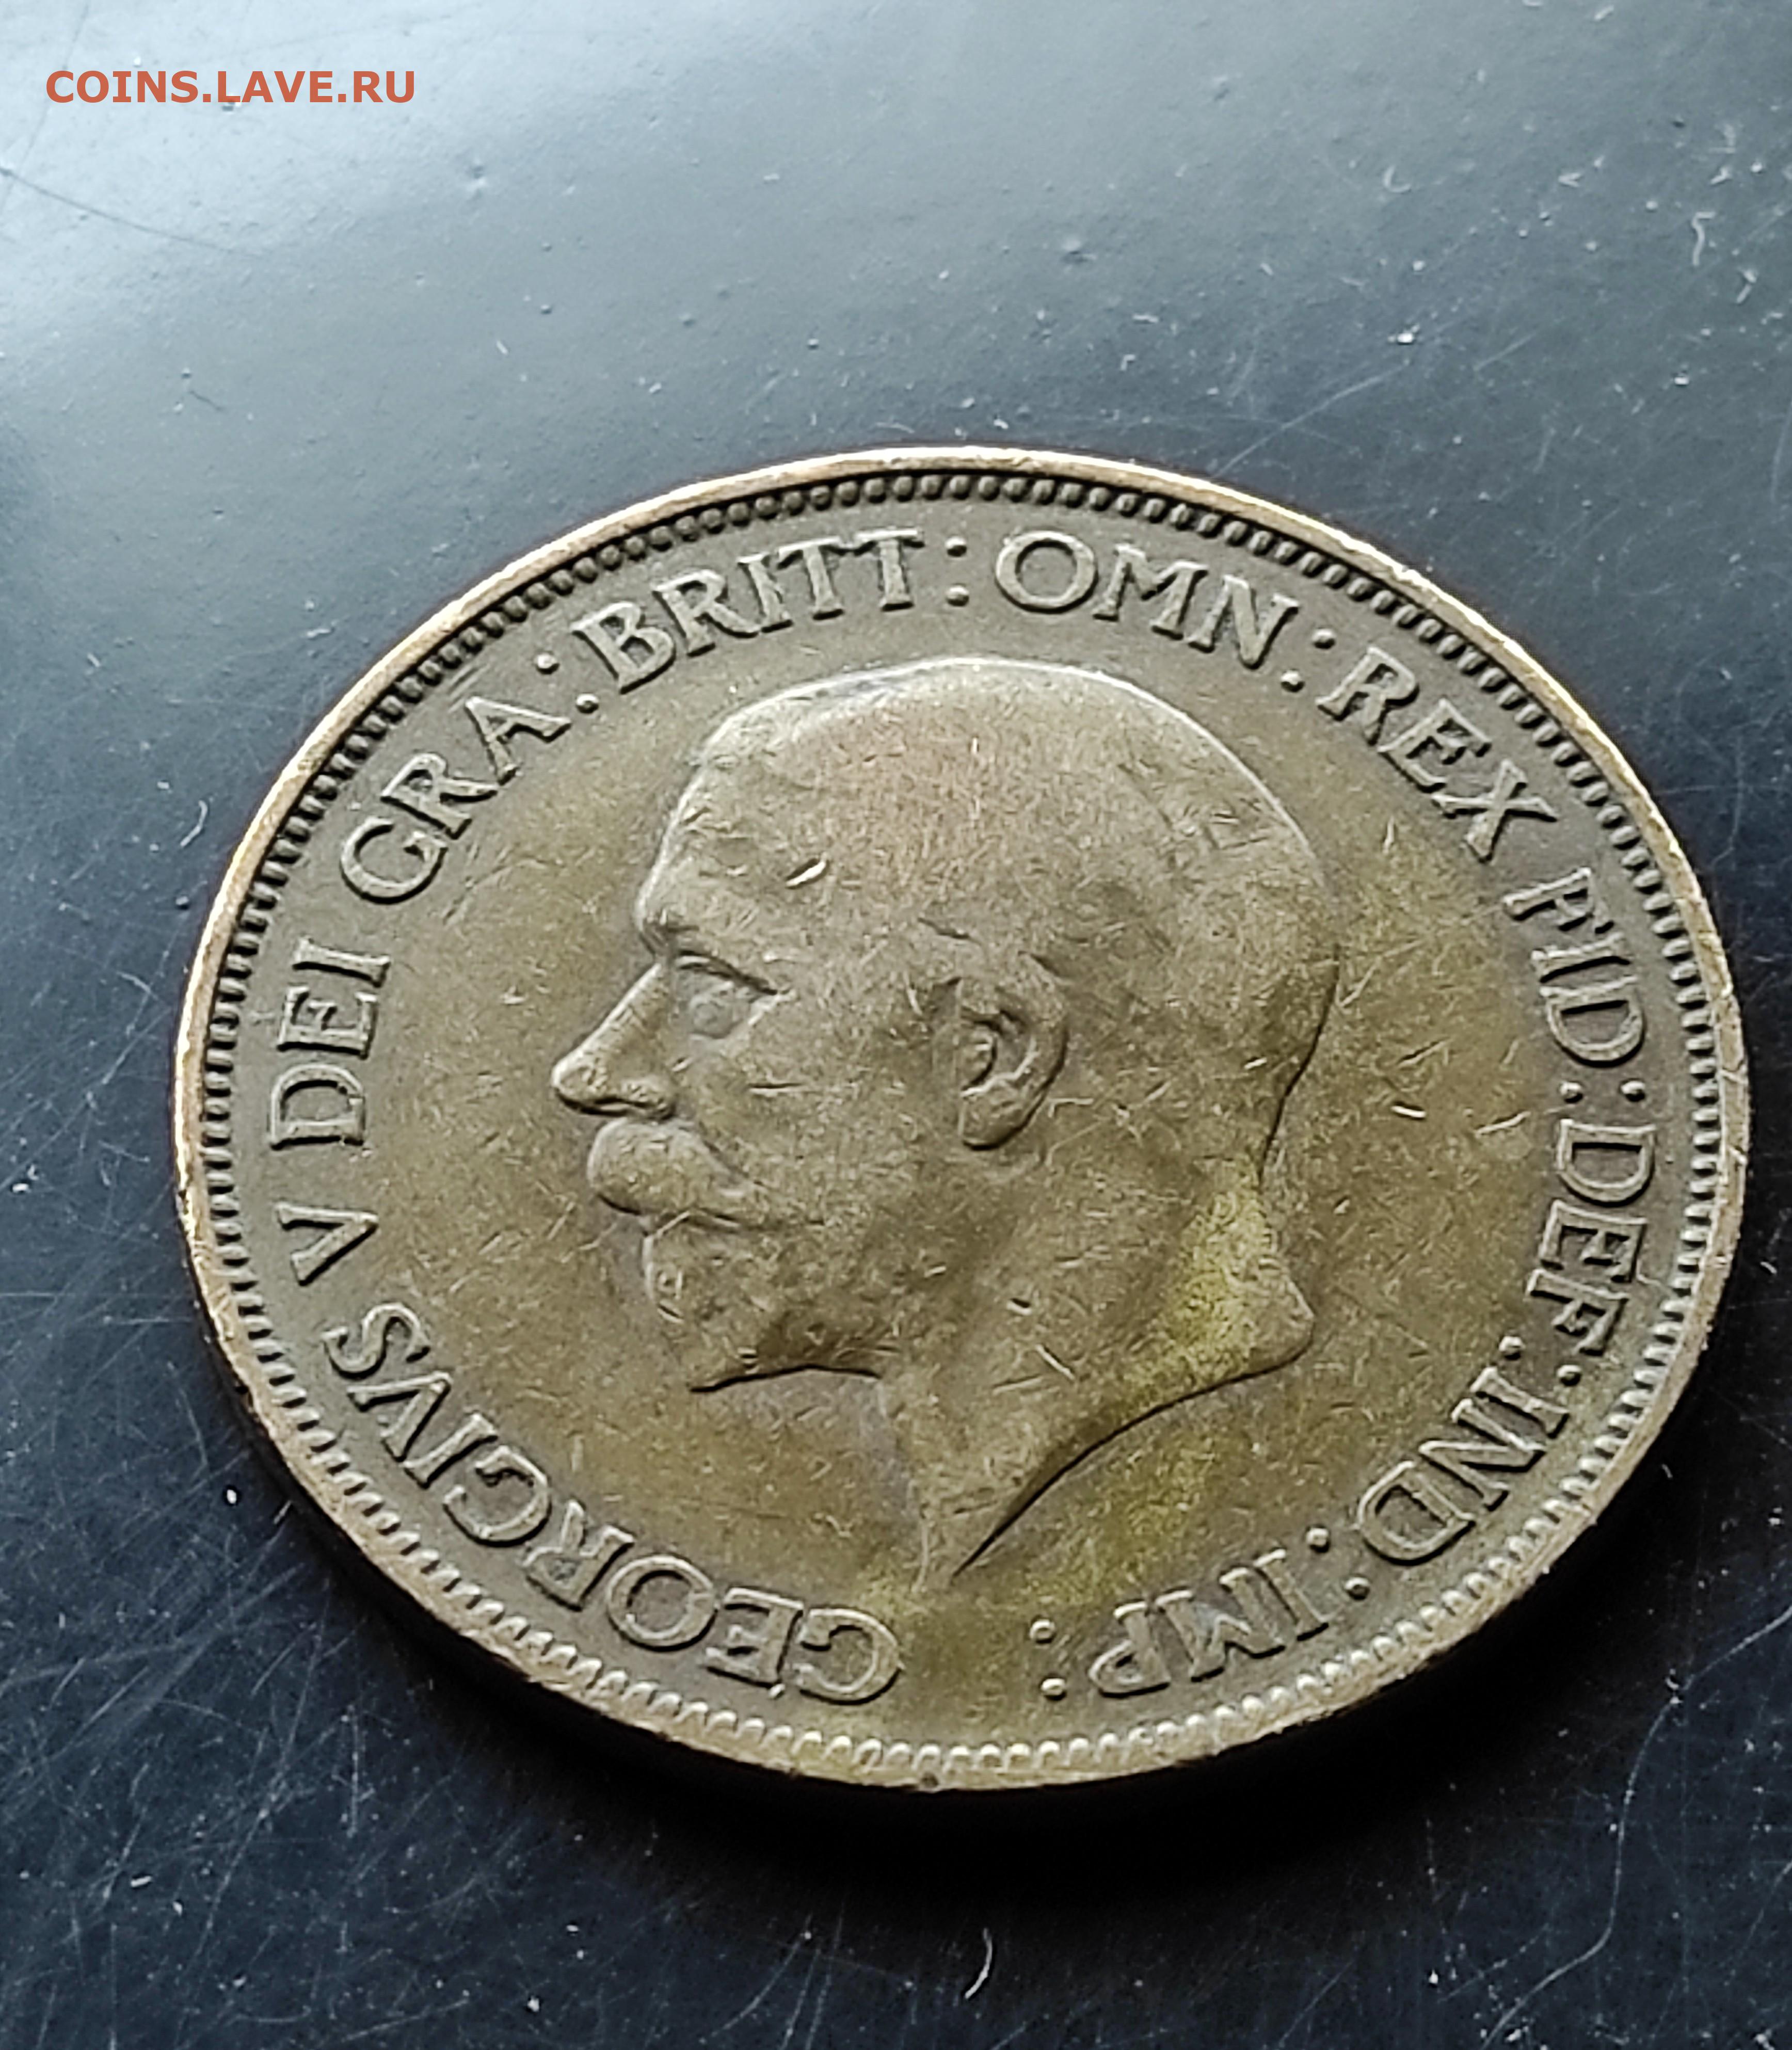 COINS.LAVE.RU
GEORGIVS V DEI GRA: BRITT: OMN: REX FID: DEF: IND: IMP: